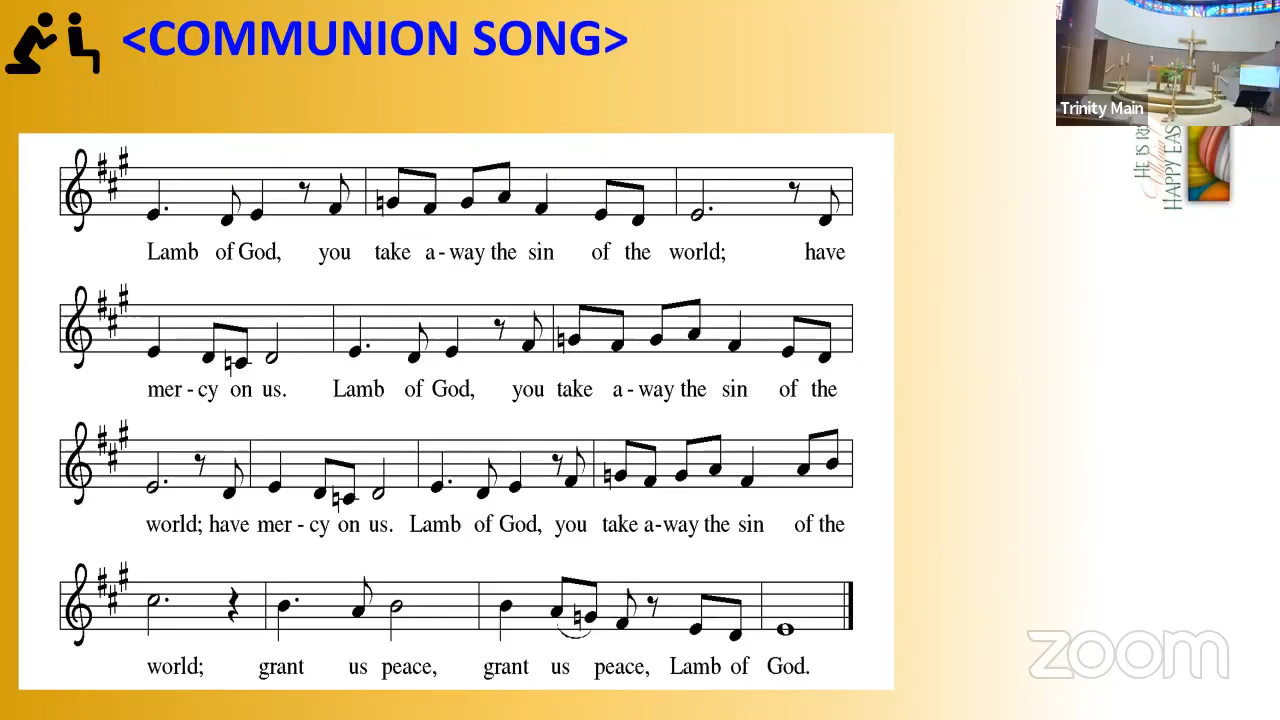 <COMMUNION SONG>
Trinity Main
HE IS RI
HAPPY EAS
Lamb of God, you take a - way the sin of the world; have
mer - cy on us. Lamb of God, you take a - way the sin of the
world; have mer - cy on us. Lamb of God, you take a - way the sin of the
world; grant us peace, grant us peace, Lamb of God.
zoom